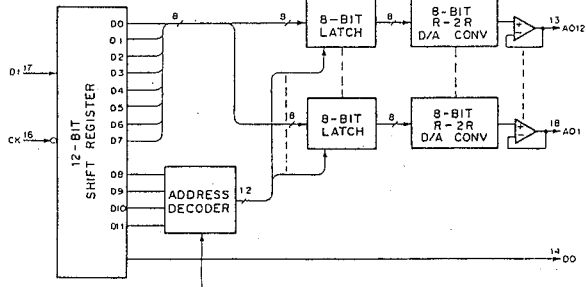 DI 17
CK 16
12-BIT
SHIFT REGISTER
D0
D1
D2
D3
D4
D5
D6
D7
D8
D9
D10
D11
8
ADDRESS
DECODER
12
8
8-BIT
LATCH
8
8-BIT
R-2R
D/A CONV
13
AO12
8
8-BIT
LATCH
8
8-BIT
R-2R
D/A CONV
18
AO1
14
DO